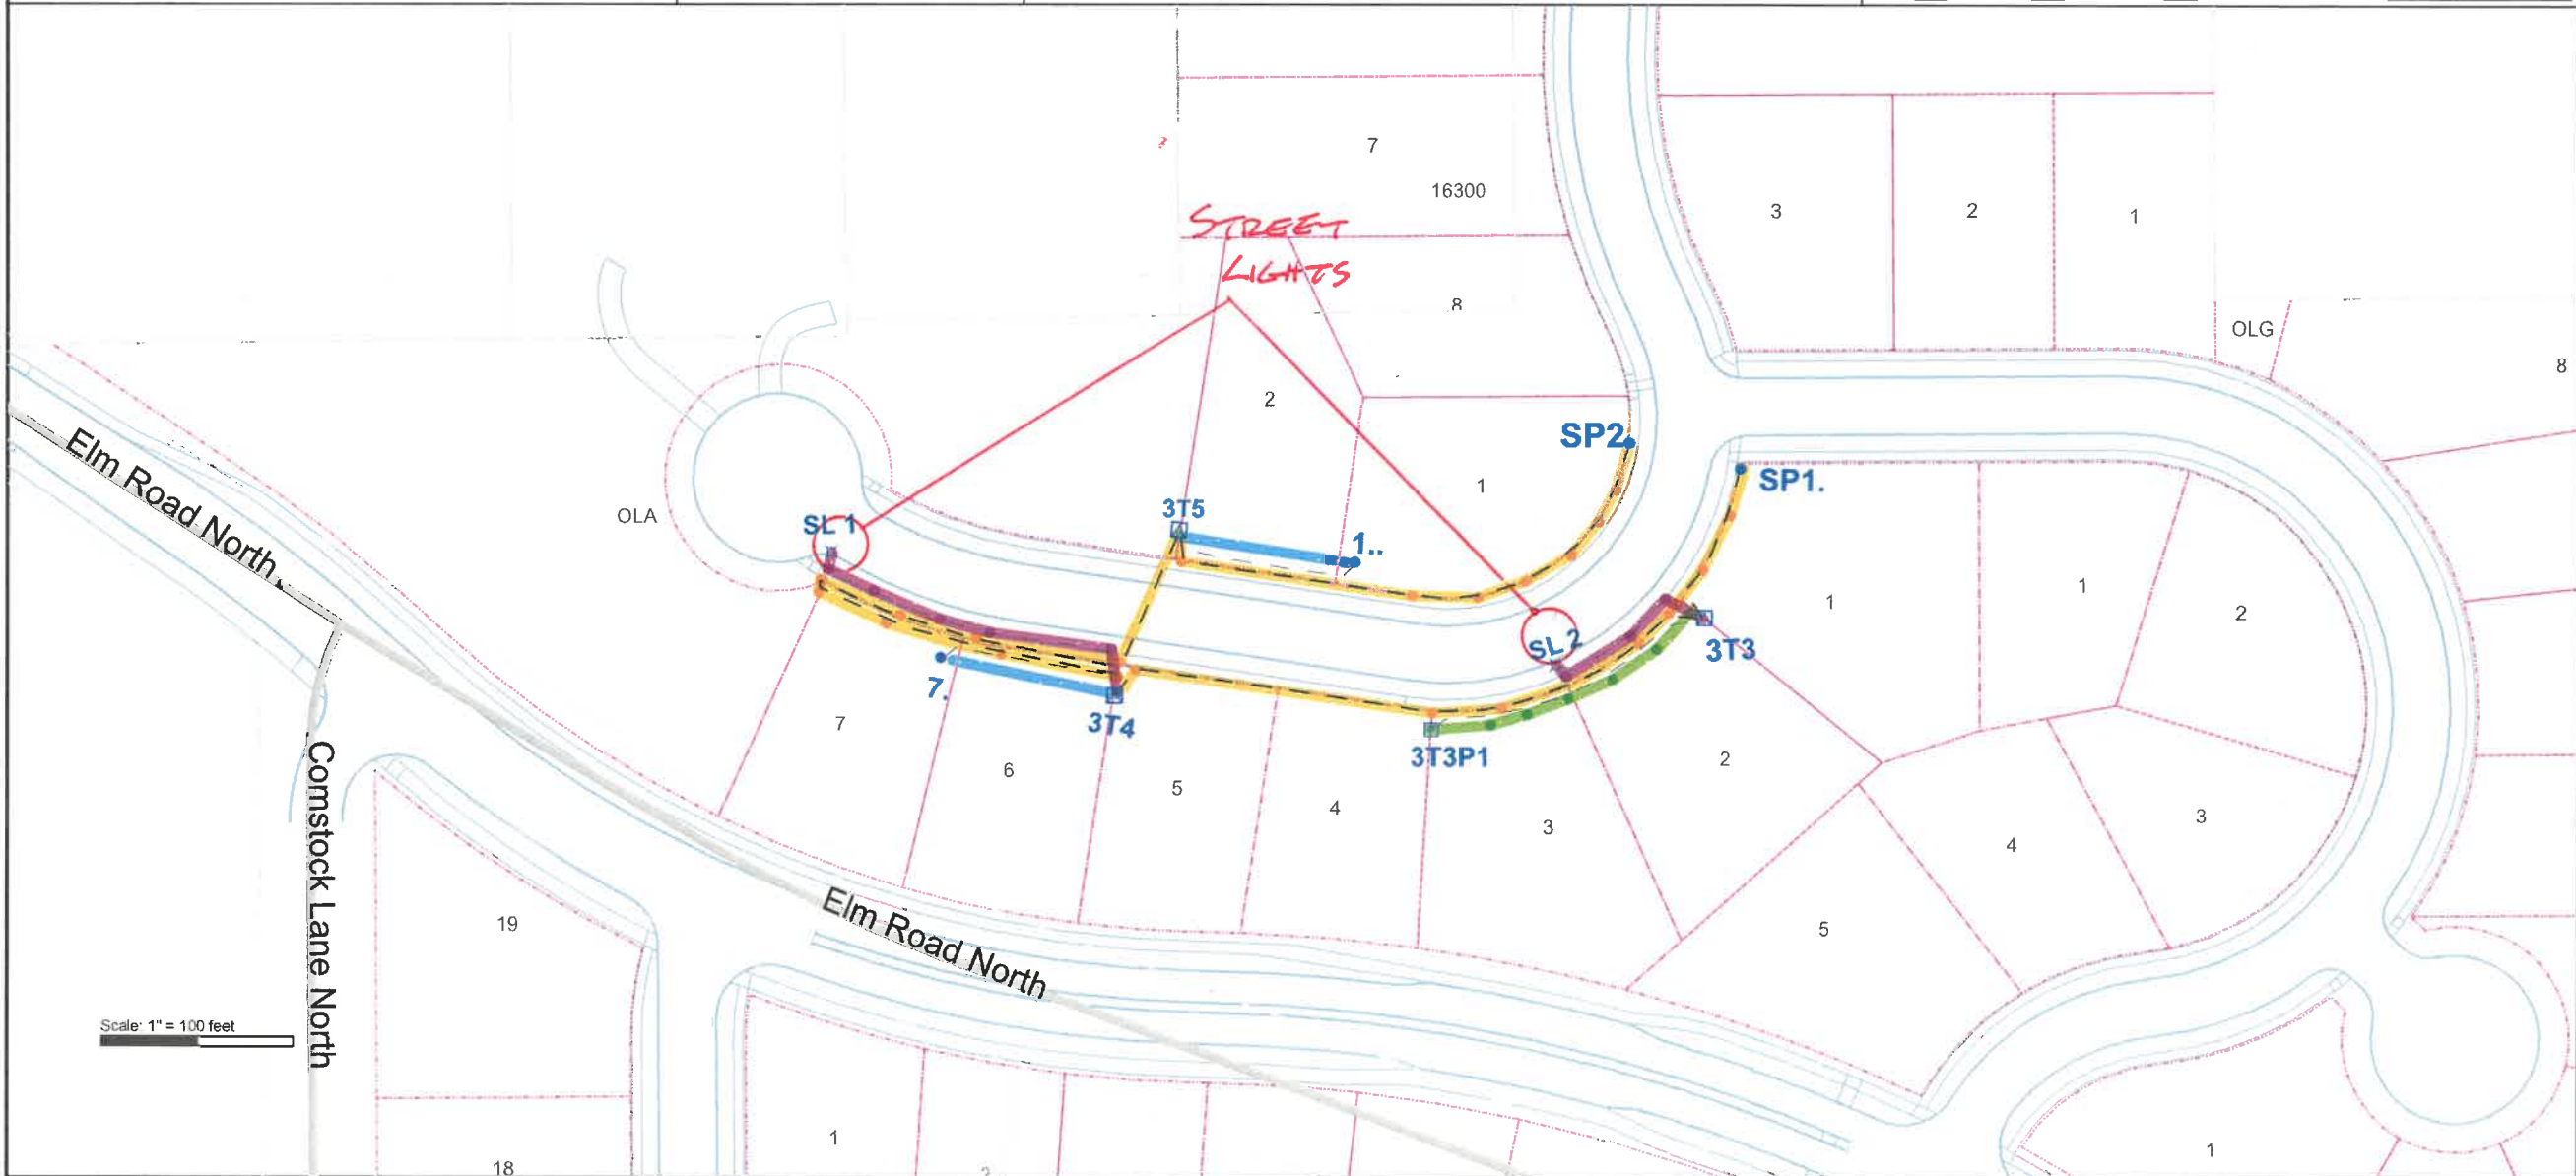 7
16300
STREET
LIGHTS
3
2
1
8
OLG
8
2
SP2
1
SP1.
Elm Road North
OLA
SL 1
3T5
1..
1
1
2
SL 2
3T3
7.
3T4
3T3P1
7
6
5
4
3
2
4
3
5
Comstock Lane North
19
Elm Road North
Scale: 1" = 100 feet
1
18
1